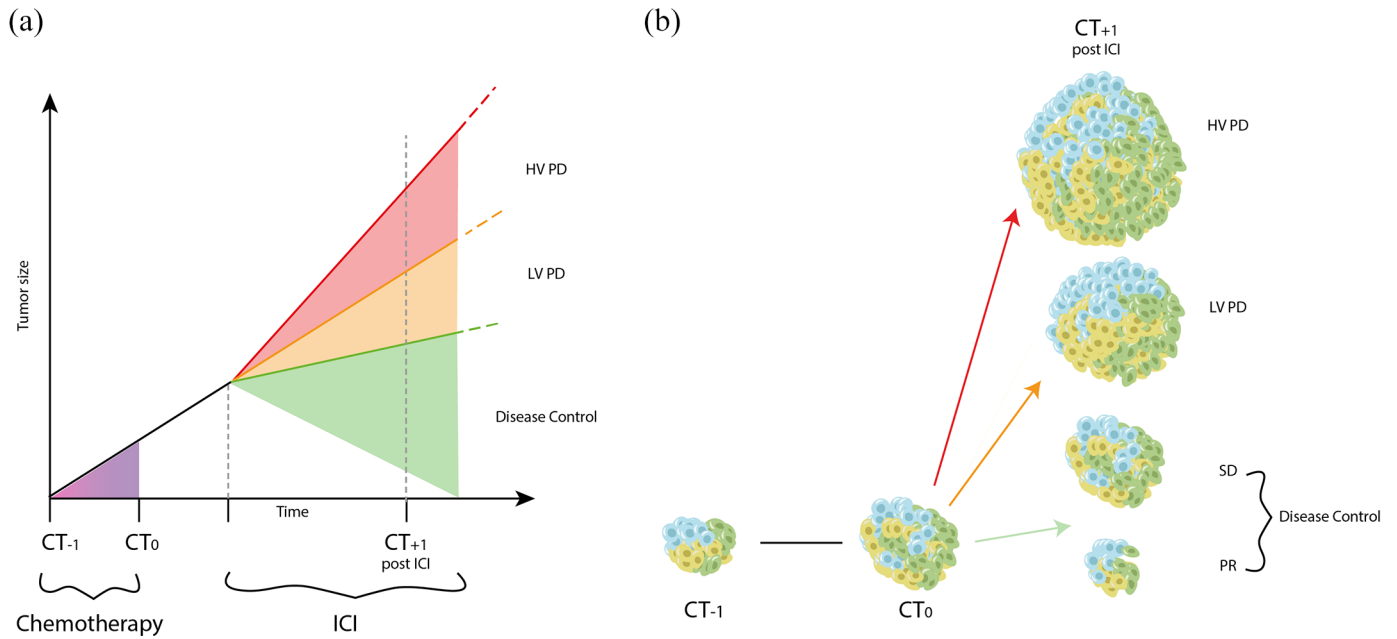 (a)
Tumor size
HV PD
LV PD
Disease Control
Time
CT-1
CT0
CT+1
post ICI
Chemotherapy
ICI
(b)
CT+1
post ICI
HV PD
LV PD
SD
Disease Control
PR
CT-1
CT0